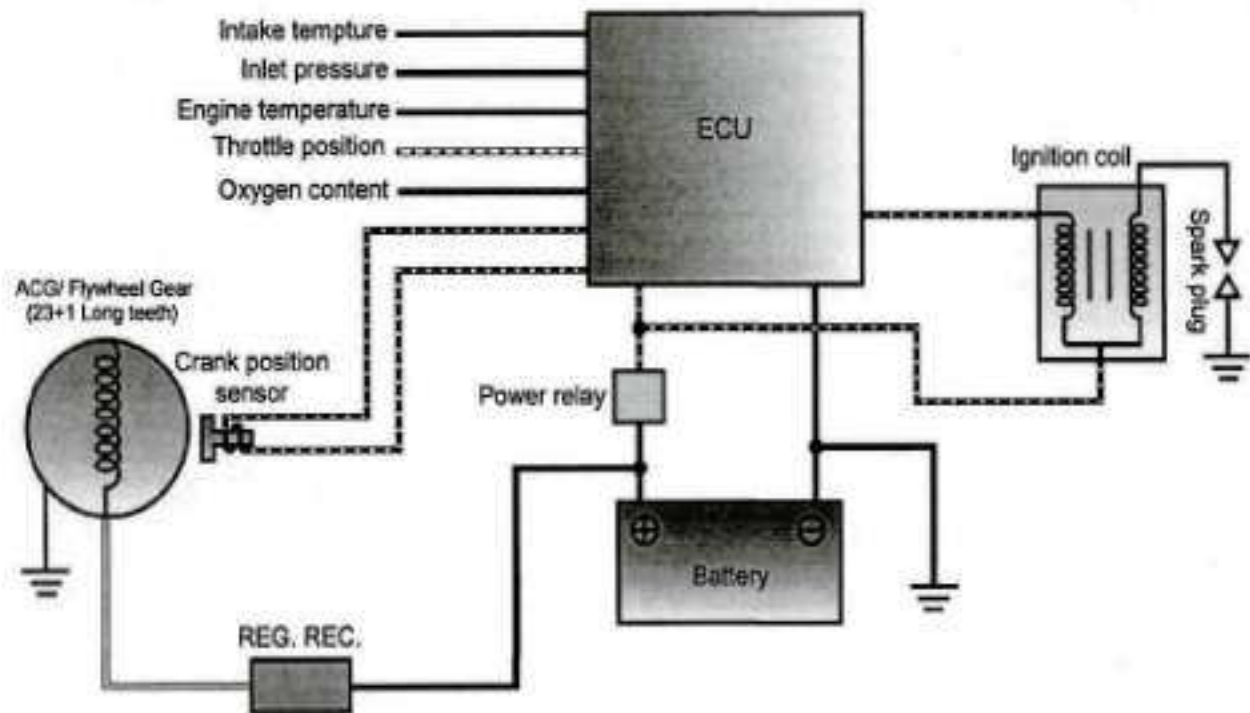 Intake tempture
Inlet pressure
Engine temperature
Throttle position
Oxygen content
ECU
Ignition coil
Spark plug
ACG/ Flywheel Gear
(23+1 Long teeth)
Crank position
sensor
Power relay
Battery
REG. REC.